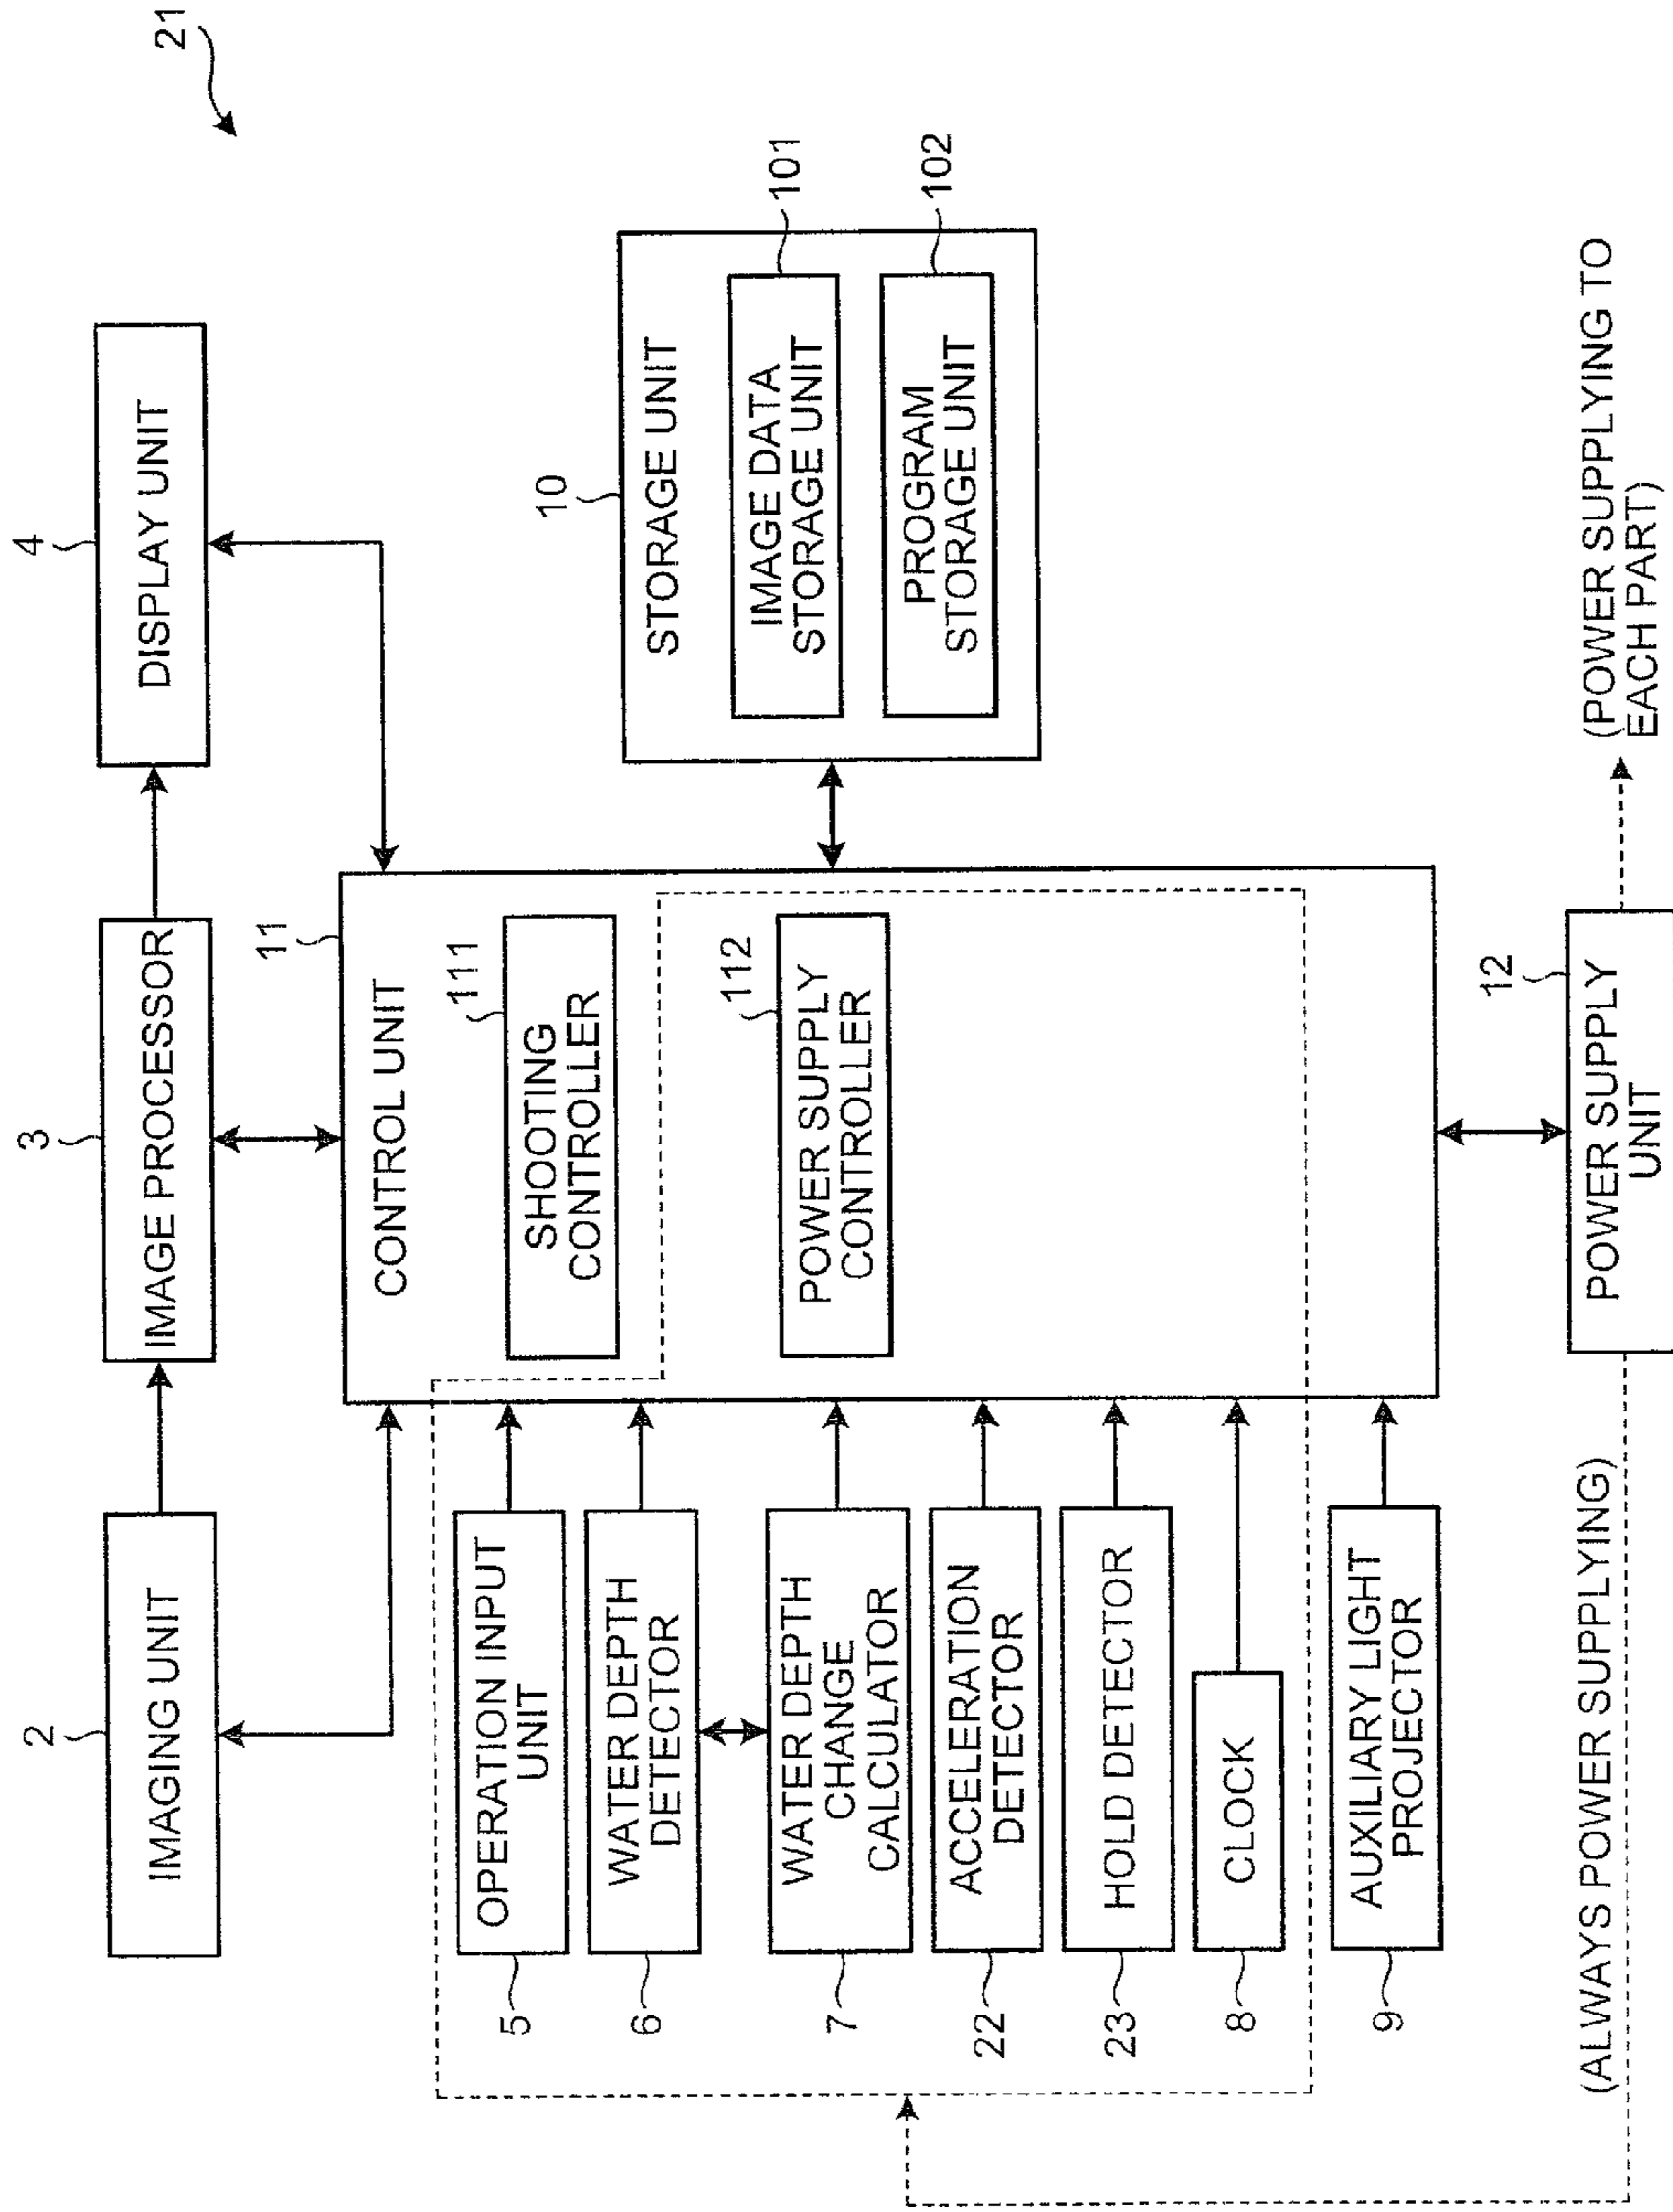 21
2
IMAGING UNIT
3
IMAGE PROCESSOR
4
DISPLAY UNIT
5
OPERATION INPUT
UNIT
6
WATER DEPTH
DETECTOR
7
WATER DEPTH
CHANGE
CALCULATOR
22
ACCELERATION
DETECTOR
23
HOLD DETECTOR
8
CLOCK
9
AUXILIARY LIGHT
PROJECTOR
11
CONTROL UNIT
111
SHOOTING
CONTROLLER
112
POWER SUPPLY
CONTROLLER
10
STORAGE UNIT
101
IMAGE DATA
STORAGE UNIT
102
PROGRAM
STORAGE UNIT
(ALWAYS POWER SUPPLYING)
12
POWER SUPPLY
UNIT
(POWER SUPPLYING TO
EACH PART)